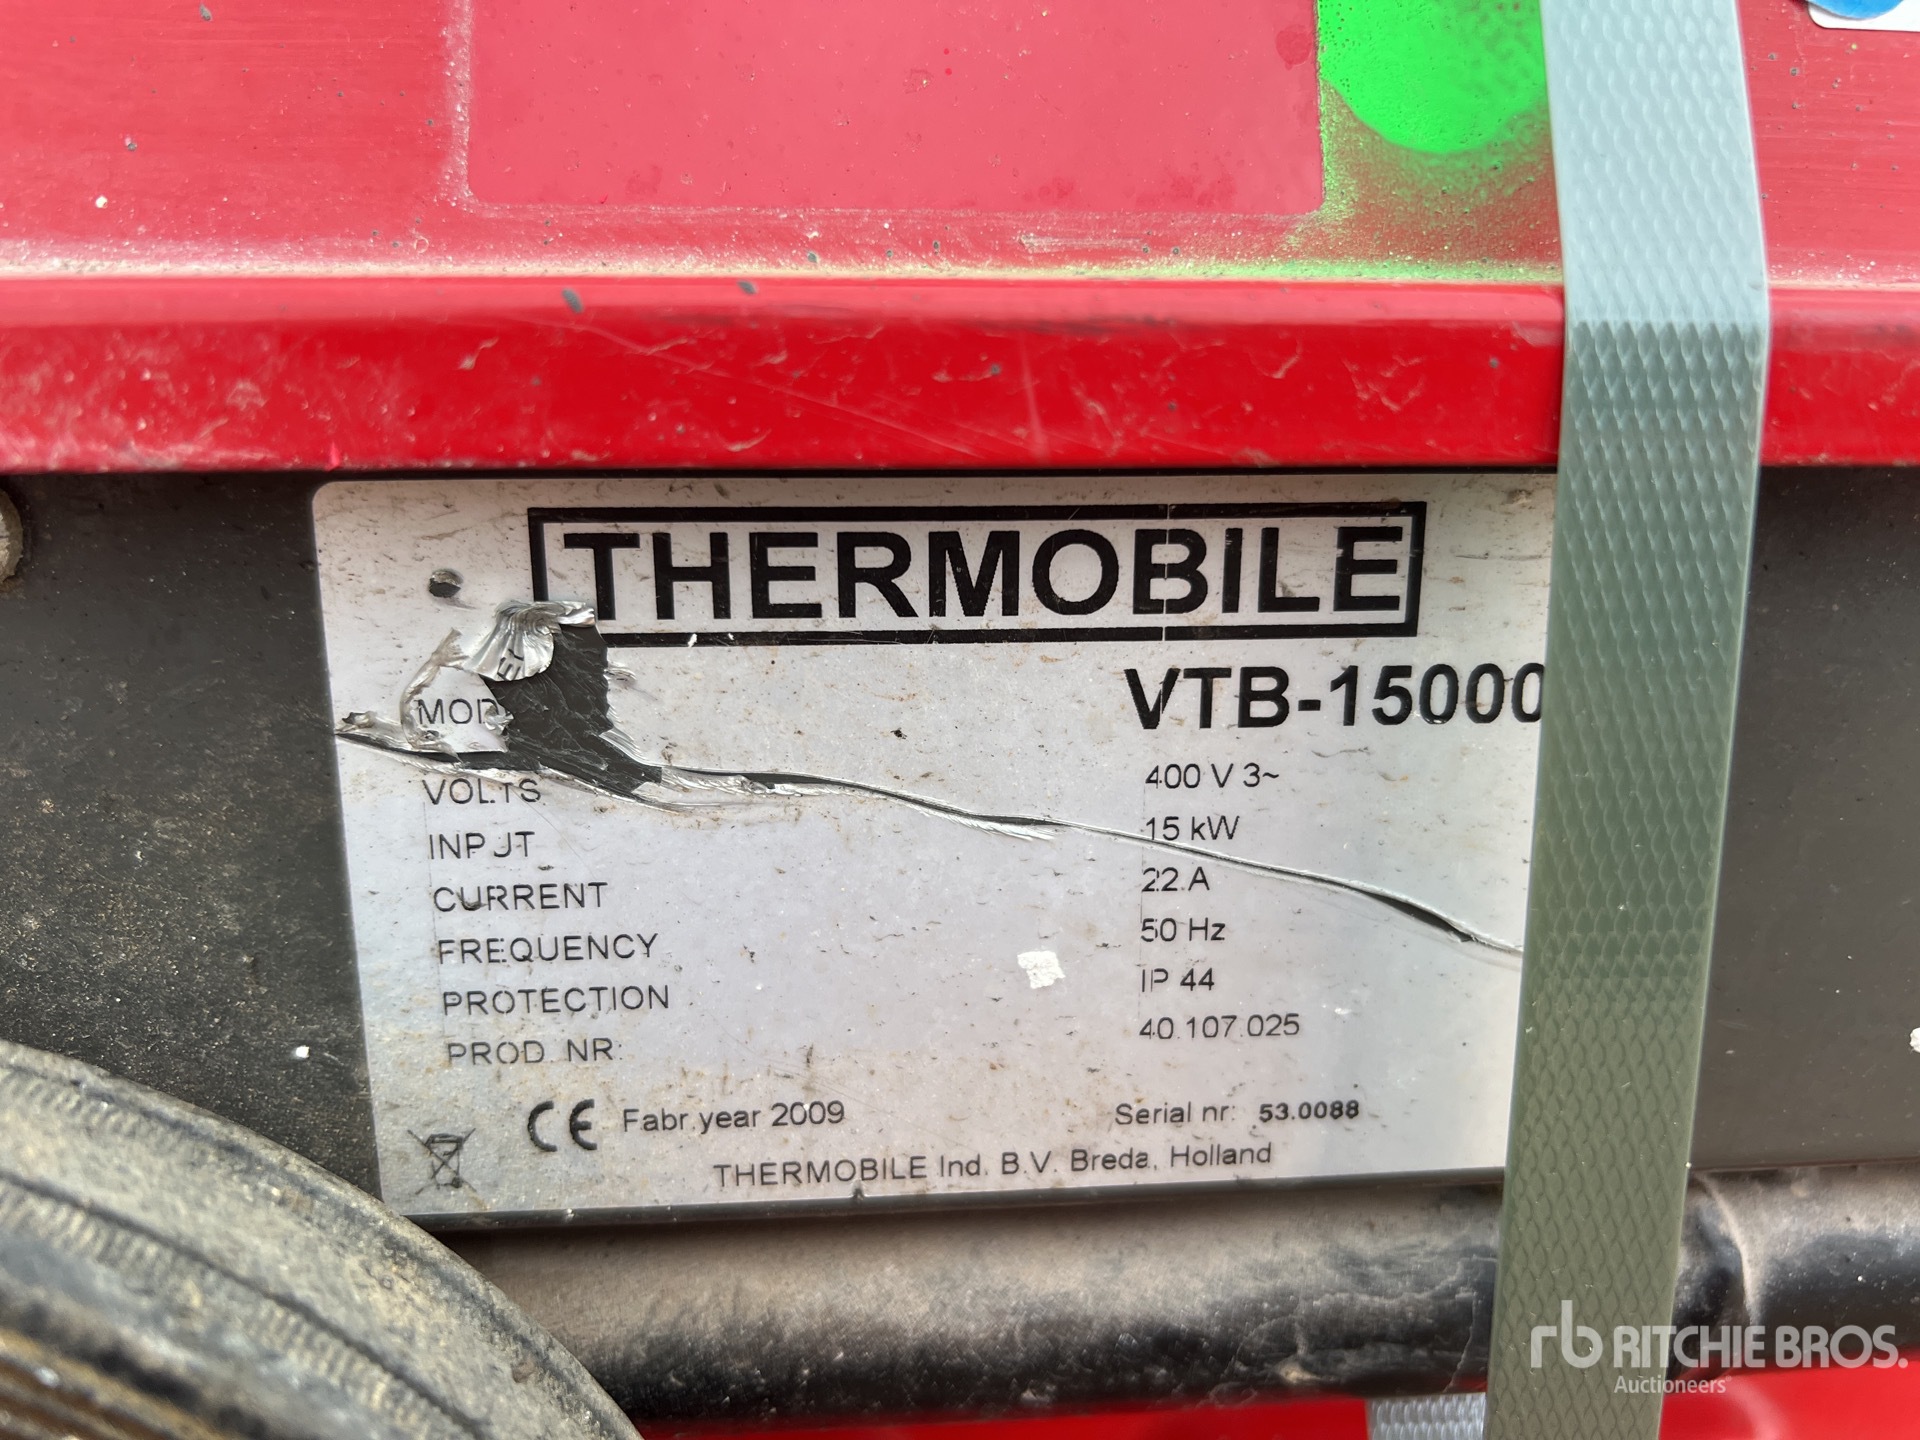 THERMOBILE
VTB-15000
VOLTS 400 V 3~
INPUT 15 kW
CURRENT 22 A
FREQUENCY 50 Hz
PROTECTION IP 44
PROD. NR: 40.107.025
CE Fabr.year 2009 Serial nr: 53.0088
THERMOBILE Ind. B.V. Breda, Holland
rb RITCHIE BROS.
Auctioneers